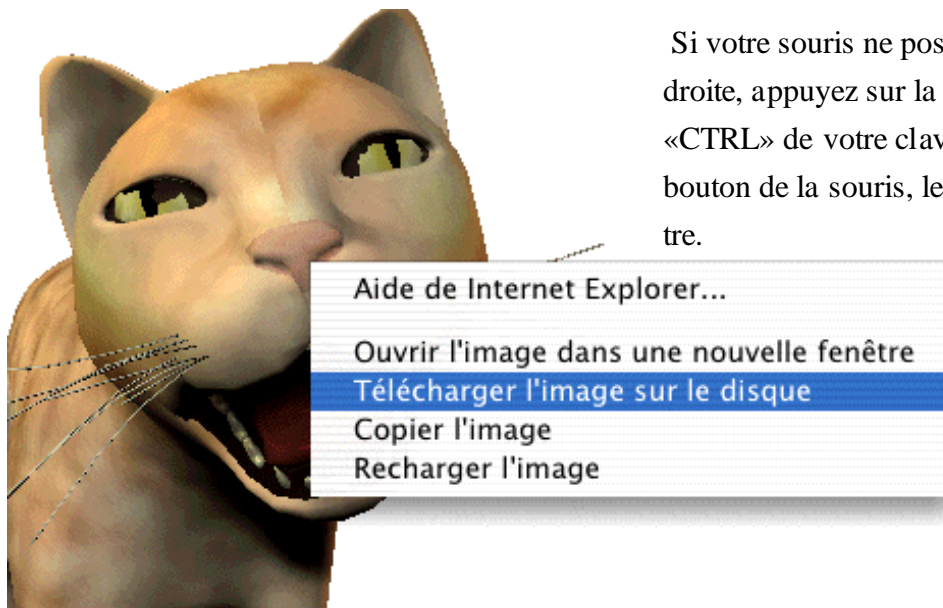 Si votre souris ne pos
droite, appuyez sur la
«CTRL» de votre clav
bouton de la souris, le
tre.
Aide de Internet Explorer...
Ouvrir l'image dans une nouvelle fenêtre
Télécharger l'image sur le disque
Copier l'image
Recharger l'image